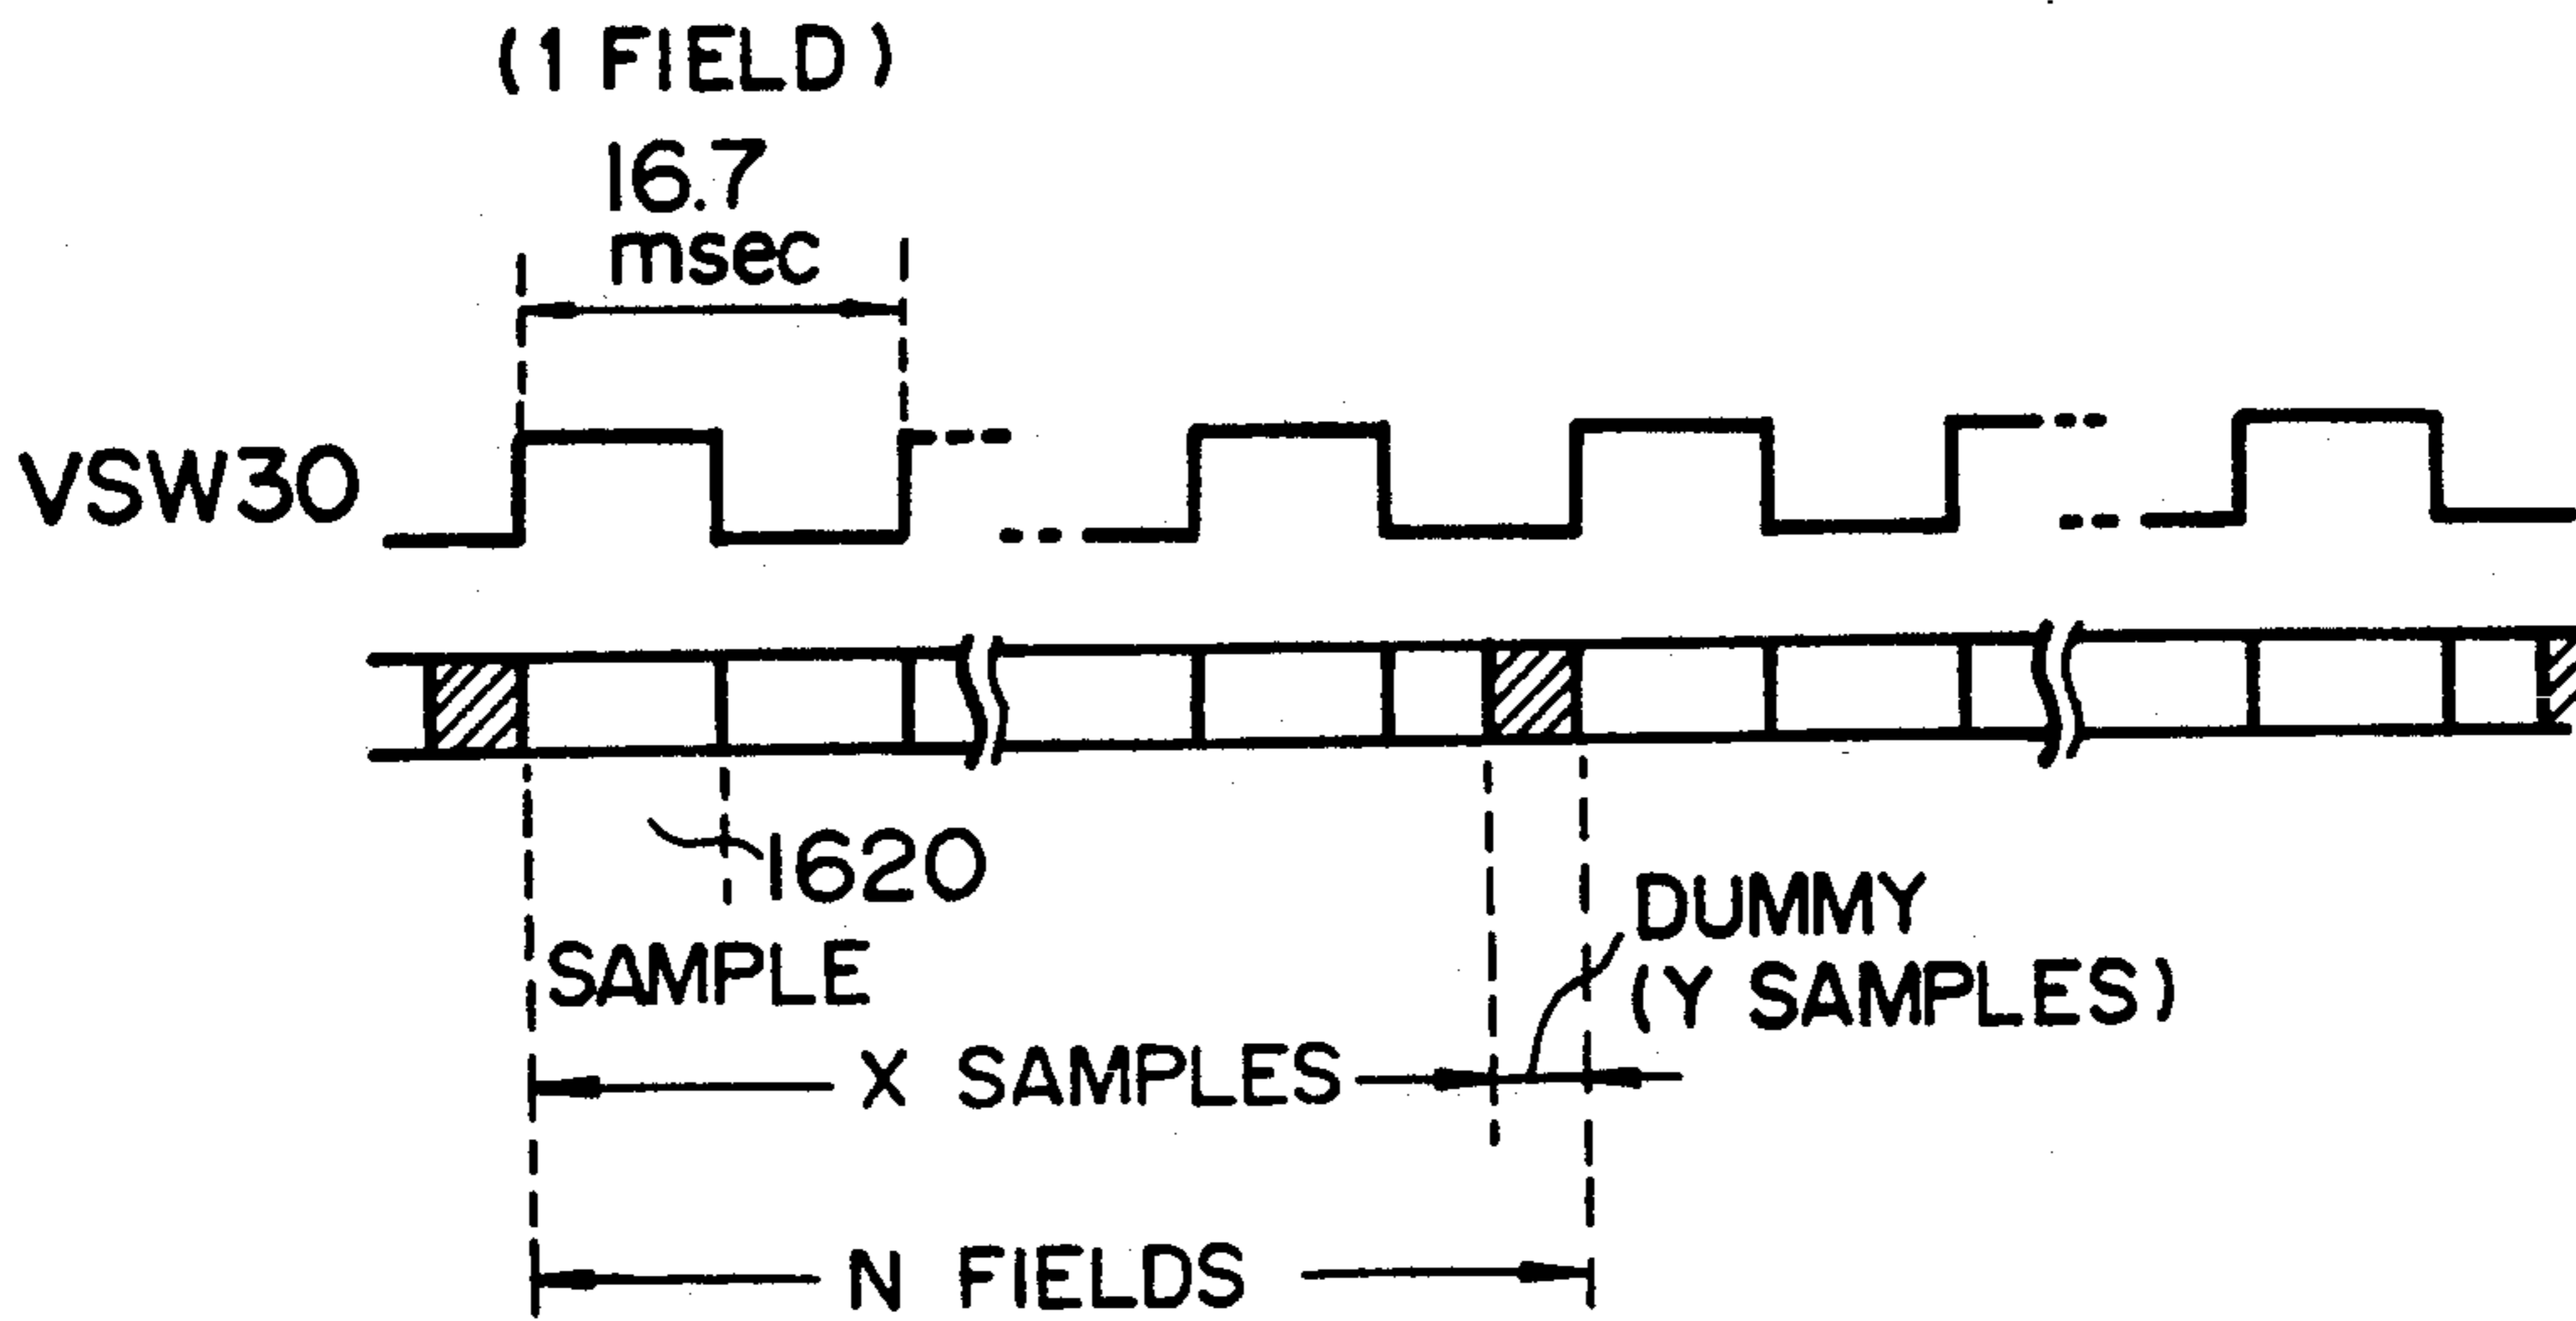 (1 FIELD)
16.7
msec
VSW30
1620
SAMPLE
DUMMY
(Y SAMPLES)
X SAMPLES
N FIELDS